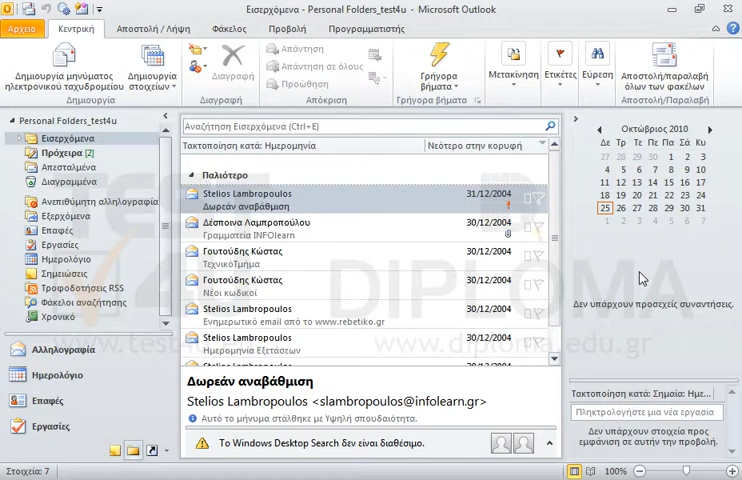 Εισερχόμενα - Personal Folders_test4u - Microsoft Outlook
Αρχείο
Κεντρική
Αποστολή / Λήψη
Φάκελος
Προβολή
Προγραμματιστής
Δημιουργία μηνύματος ηλεκτρονικού ταχυδρομείου
Δημιουργία στοιχείων
Δημιουργία
Διαγραφή
Διαγραφή
Απάντηση
Απάντηση σε όλους
Προώθηση
Απόκριση
Γρήγορα βήματα
Γρήγορα βήματα
Μετακίνηση
Ετικέτες
Εύρεση
Αποστολή/παραλαβή όλων των φακέλων
Αποστολή/Παραλαβή
Personal Folders_test4u
Εισερχόμενα
Πρόχειρα [2]
Απεσταλμένα
Διαγραμμένα
Ανεπιθύμητη αλληλογραφία
Εξερχόμενα
Επαφές
Εργασίες
Ημερολόγιο
Σημειώσεις
Τροφοδοσίες RSS
Φάκελοι αναζήτησης
Χρονικό
Αλληλογραφία
Ημερολόγιο
Επαφές
Εργασίες
Αναζήτηση Εισερχόμενα (Ctrl+E)
Τακτοποίηση κατά: Ημερομηνία
Νεότερο στην κορυφή
Παλιότερο
Stelios Lambropoulos 31/12/2004
Δωρεάν αναβάθμιση
Δέσποινα Λαμπροπούλου 30/12/2004
Γραμματεία INFOlearn
Γουτούδης Κώστας 30/12/2004
ΤεχνικόΤμήμα
Γουτούδης Κώστας 30/12/2004
Νέοι κωδικοί
Stelios Lambropoulos 30/12/2004
Ενημερωτικό email από το www.rebetiko.gr
Stelios Lambropoulos 30/12/2004
Ημερομηνία Εξετάσεων
Stelios Lambropoulos 30/12/2004
Δωρεάν αναβάθμιση
Stelios Lambropoulos <slambropoulos@infolearn.gr>
Αυτό το μήνυμα στάλθηκε με Υψηλή σπουδαιότητα.
Το Windows Desktop Search δεν είναι διαθέσιμο.
Οκτώβριος 2010
Δε Τρ Τε Πε Πα Σα Κυ
1 2 3
4 5 6 7 8 9 10
11 12 13 14 15 16 17
18 19 20 21 22 23 24
25 26 27 28 29 30 31
1 2 3 4 5 6 7
Δεν υπάρχουν προσεχείς συναντήσεις.
Τακτοποίηση κατά: Σημαία: Ημε...
Πληκτρολογήστε μια νέα εργασία
Δεν υπάρχουν στοιχεία προς εμφάνιση σε αυτήν την προβολή.
Στοιχεία: 7
100%
DIPLOMA
www.diploma.edu.gr